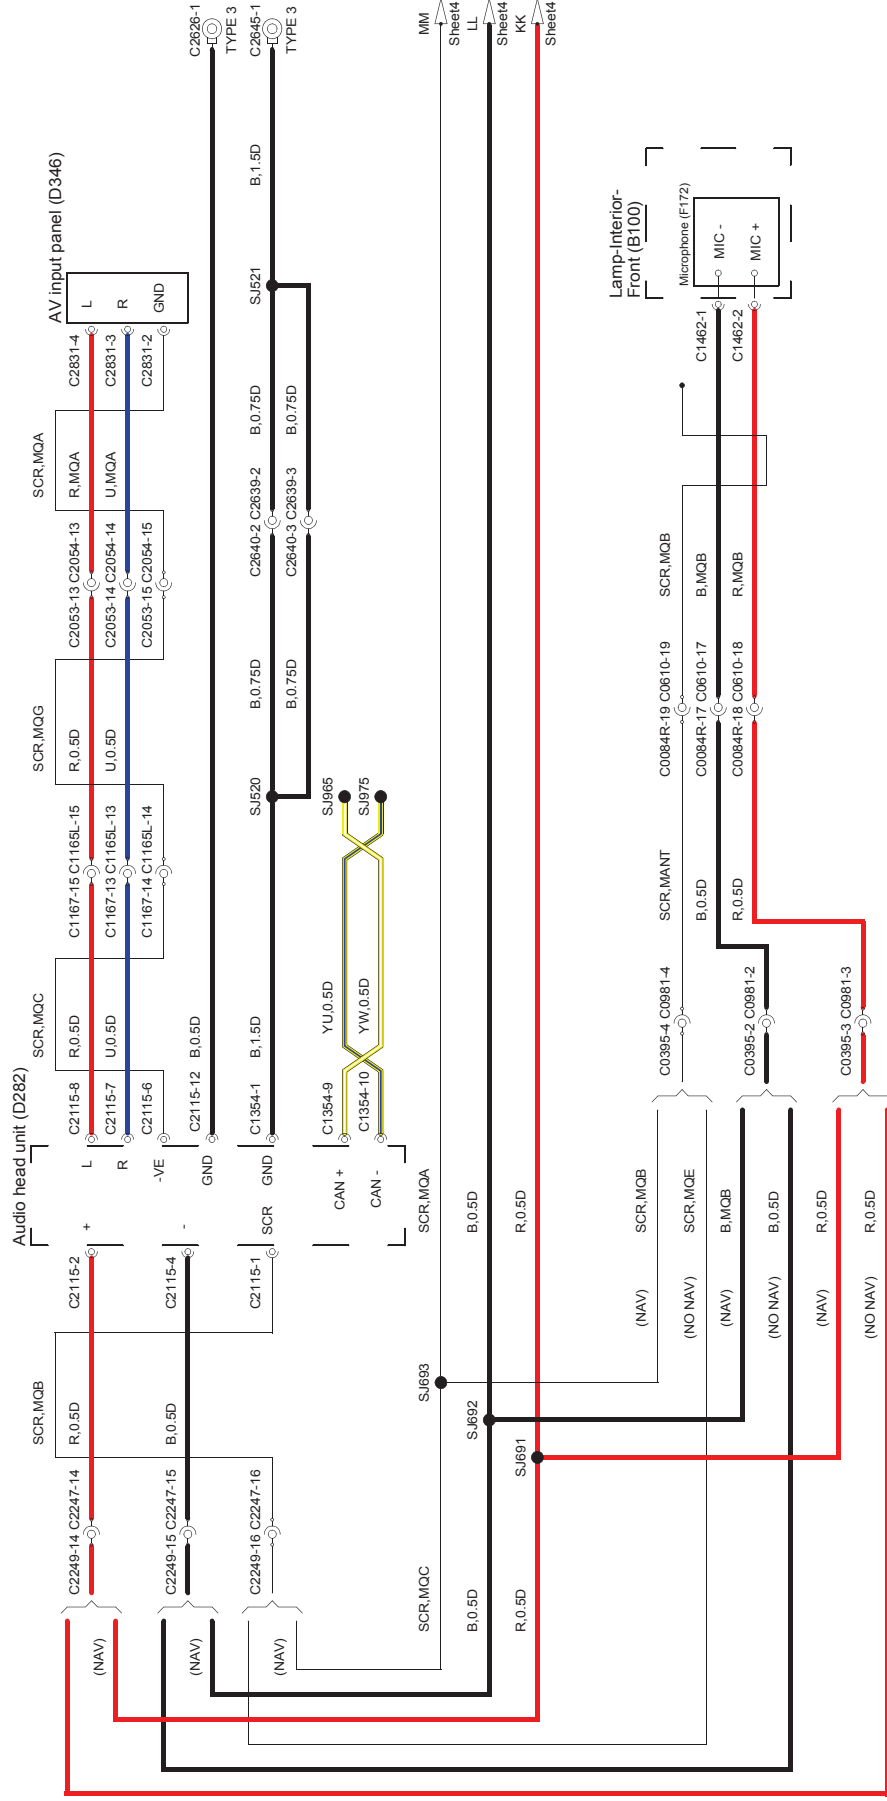 C2626-1
TYPE 3
C2645-1
TYPE 3
MM
Sheet4
LL
Sheet4
KK
Sheet4
AV input panel (D346)
L
R
GND
C2831-4
C2831-3
C2831-2
SCR,MQA
R,MQA
U,MQA
C2053-13 C2054-13
C2053-14 C2054-14
C2053-15 C2054-15
SCR,MQG
R,0.5D
U,0.5D
C1167-15 C1165L-15
C1167-13 C1165L-13
C1167-14 C1165L-14
SCR,MQC
R,0.5D
U,0.5D
B,0.5D
B,1.5D
C2115-8
C2115-7
C2115-6
C2115-12
C1354-1
C1354-9
C1354-10
B,1.5D
SJ521
B,0.75D
B,0.75D
C2640-2 C2639-2
C2640-3 C2639-3
B,0.75D
B,0.75D
SJ520
SJ965
SJ975
YU,0.5D
YW,0.5D
Audio head unit (D282)
L
R
-VE
GND
GND
CAN +
CAN -
+
-
SCR
C2115-2
C2115-4
C2115-1
SCR,MQB
R,0.5D
B,0.5D
C2249-14 C2247-14
C2249-15 C2247-15
C2249-16 C2247-16
(NAV)
(NAV)
(NAV)
SCR,MQA
B,0.5D
R,0.5D
SJ693
SJ692
SJ691
SCR,MQC
B,0.5D
R,0.5D
Lamp-Interior-
Front (B100)
Microphone (F172)
MIC -
MIC +
C1462-1
C1462-2
SCR,MQB
B,MQB
R,MQB
C0084R-19 C0610-19
C0084R-17 C0610-17
C0084R-18 C0610-18
SCR,MANT
B,0.5D
R,0.5D
C0395-4 C0981-4
C0395-2 C0981-2
C0395-3 C0981-3
SCR,MQB
SCR,MQE
B,MQB
B,0.5D
R,0.5D
R,0.5D
(NAV)
(NO NAV)
(NAV)
(NO NAV)
(NAV)
(NO NAV)